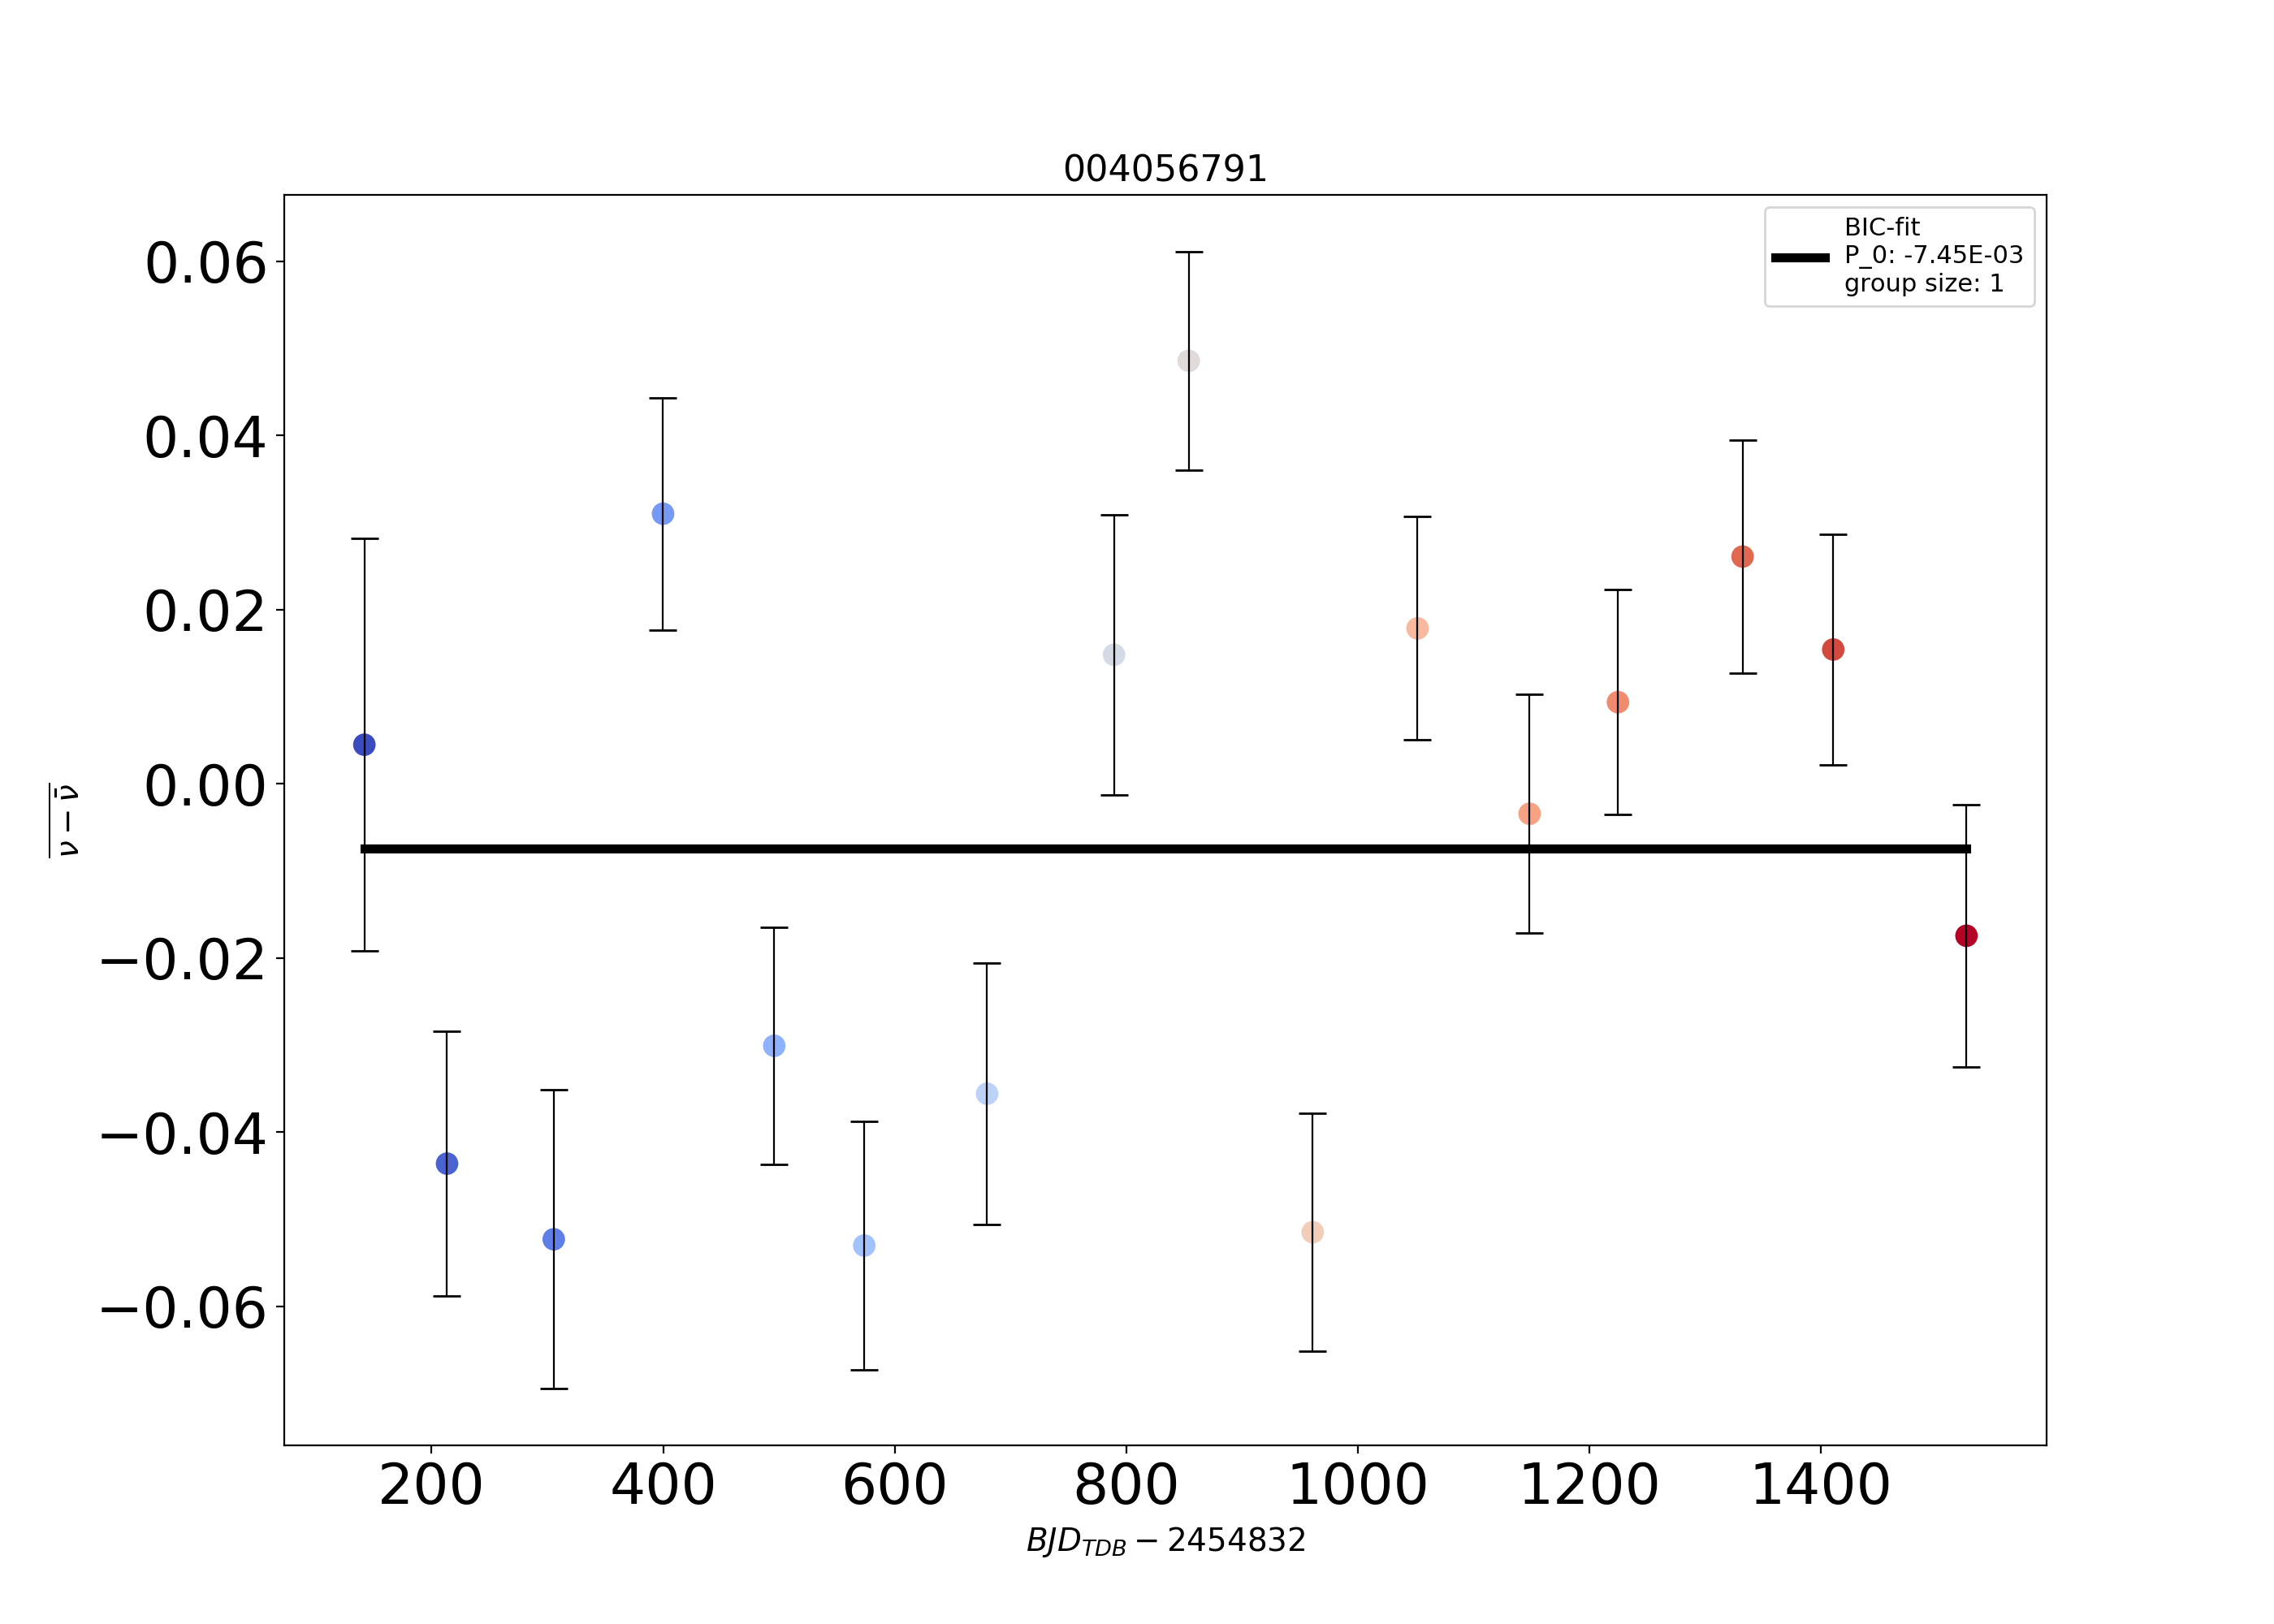 004056791
BIC-fit
P_0: -7.45E-03
group size: 1
0.06
0.04
0.02
0.00
−0.02
−0.04
−0.06
ν − ν̄
200 400 600 800 1000 1200 1400
BJD_TDB − 2454832